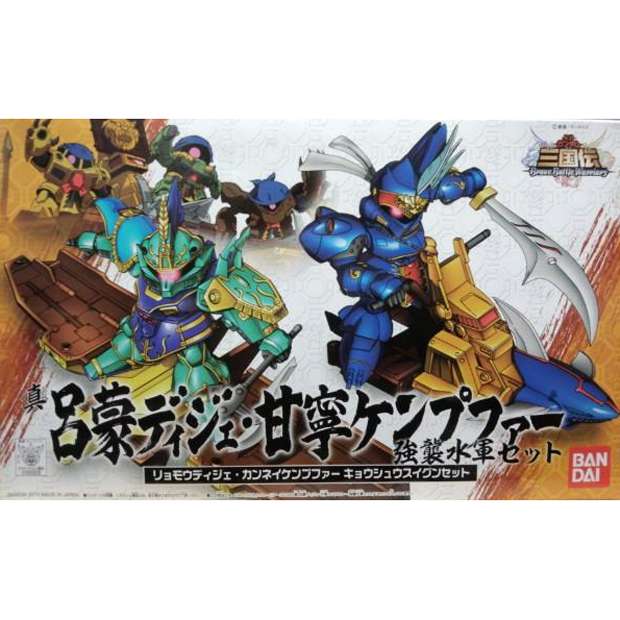 三国伝
Brave Battle Warriors
真 呂蒙ディジェ・甘寧ケンプファー
強襲水軍セット
リョモウディジェ・カンネイケンプファー キョウシュウスイグンセット
BAN
DAI